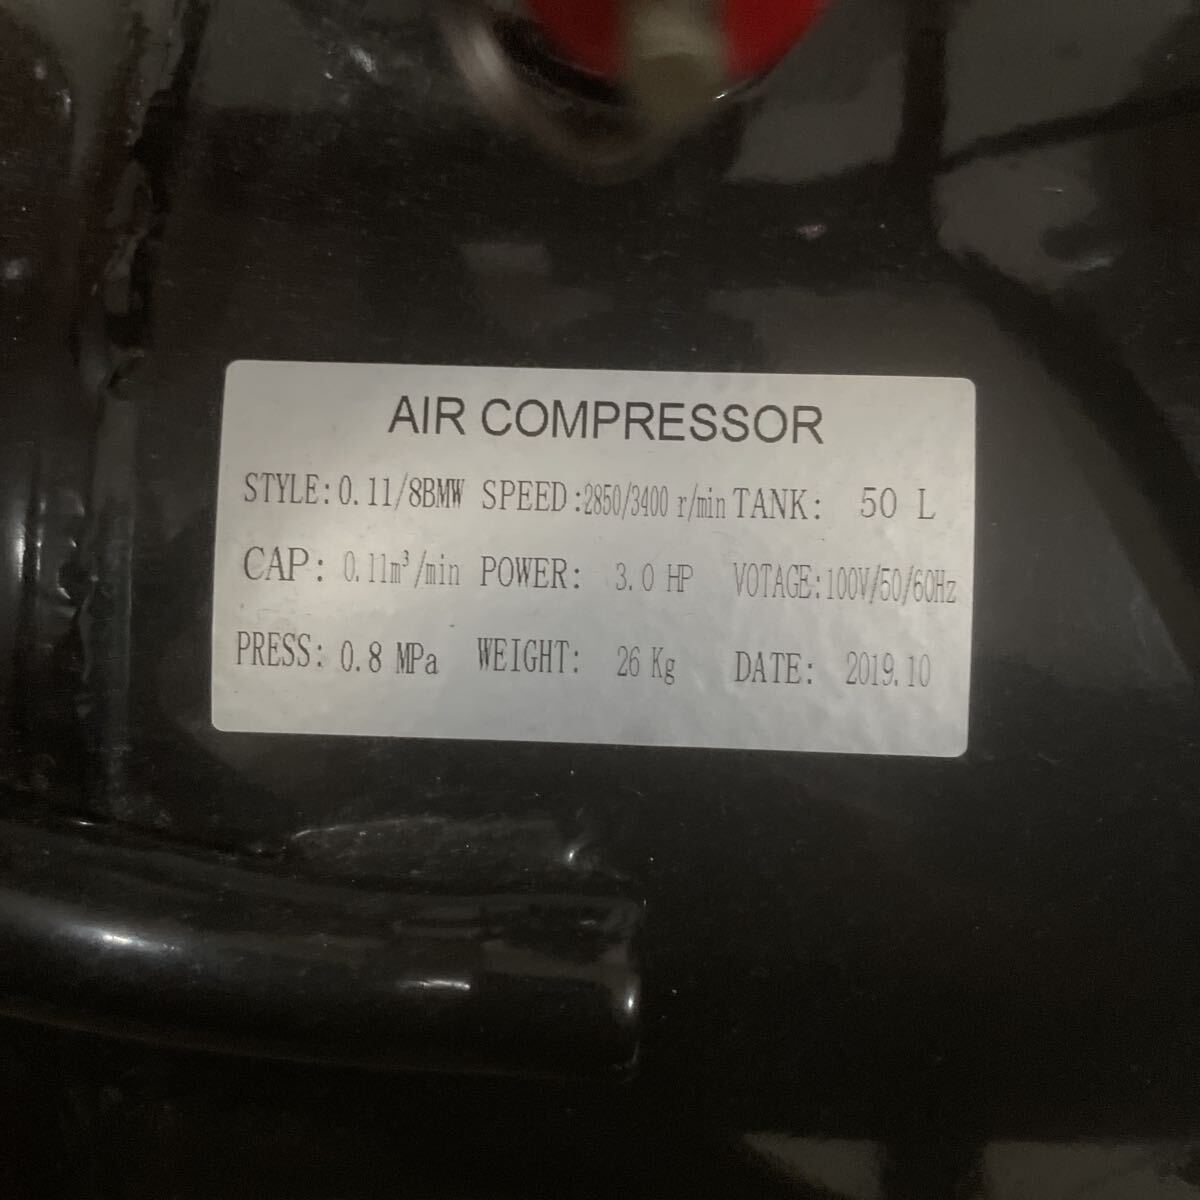 AIR COMPRESSOR
STYLE: 0.11/8BMW SPEED: 2850/3400 r/min TANK: 50 L
CAP: 0.11m³/min POWER: 3.0 HP VOTAGE: 100V/50/60Hz
PRESS: 0.8 MPa WEIGHT: 26 Kg DATE: 2019.10